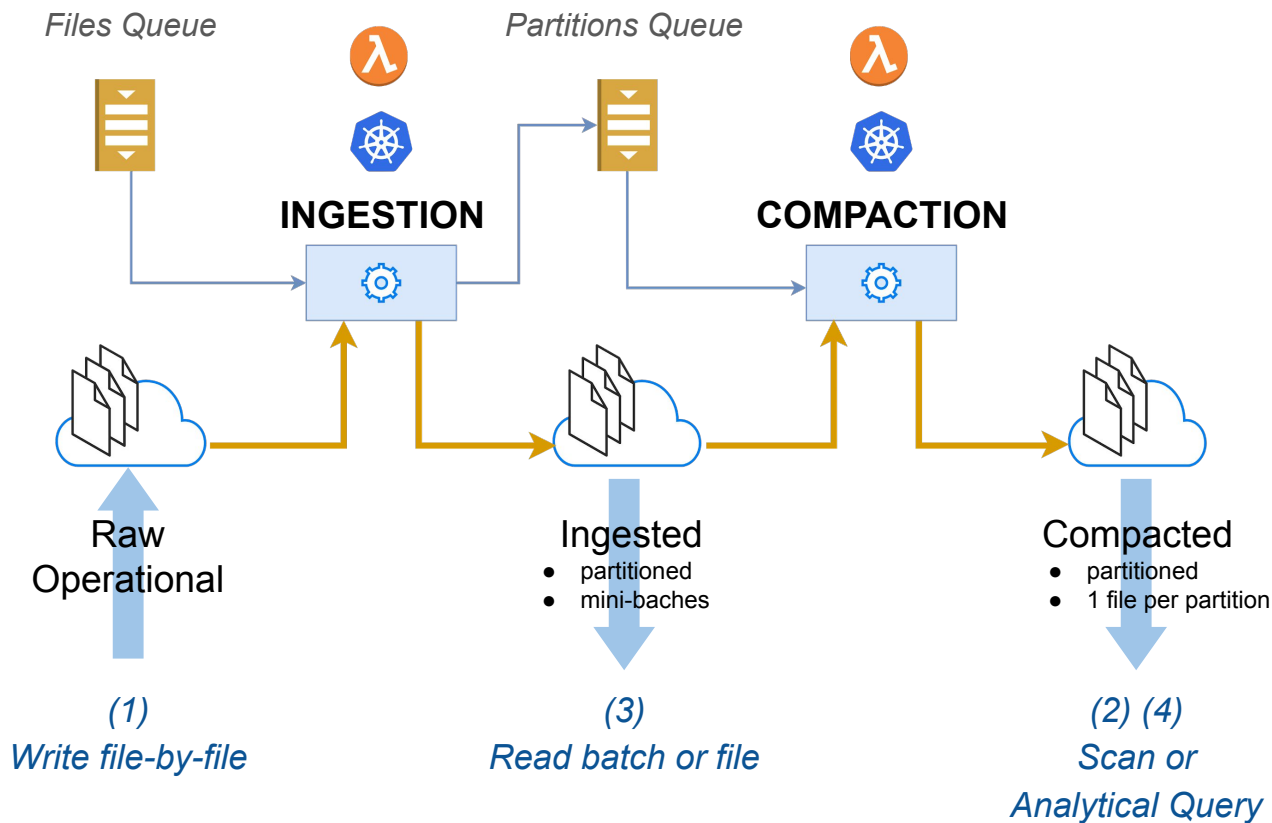 Files Queue
Partitions Queue
λ
λ
INGESTION
COMPACTION
Raw
Operational
Ingested
● partitioned
● mini-baches
Compacted
● partitioned
● 1 file per partition
(1)
Write file-by-file
(3)
Read batch or file
(2) (4)
Scan or
Analytical Query